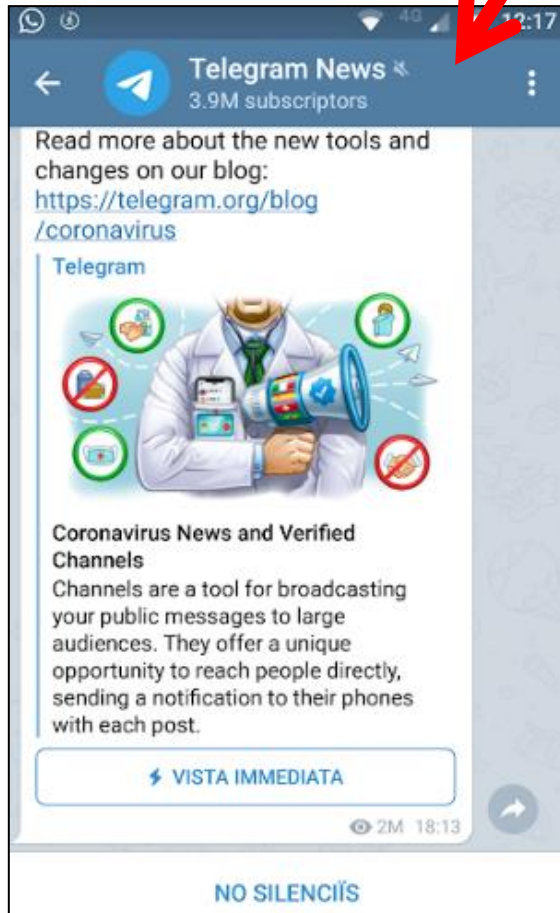 4G 12:17
Telegram News
3.9M subscriptors
Read more about the new tools and
changes on our blog:
https://telegram.org/blog
/coronavirus
Telegram
Coronavirus News and Verified
Channels
Channels are a tool for broadcasting
your public messages to large
audiences. They offer a unique
opportunity to reach people directly,
sending a notification to their phones
with each post.
VISTA IMMEDIATA
2M 18:13
NO SILENCIÏS